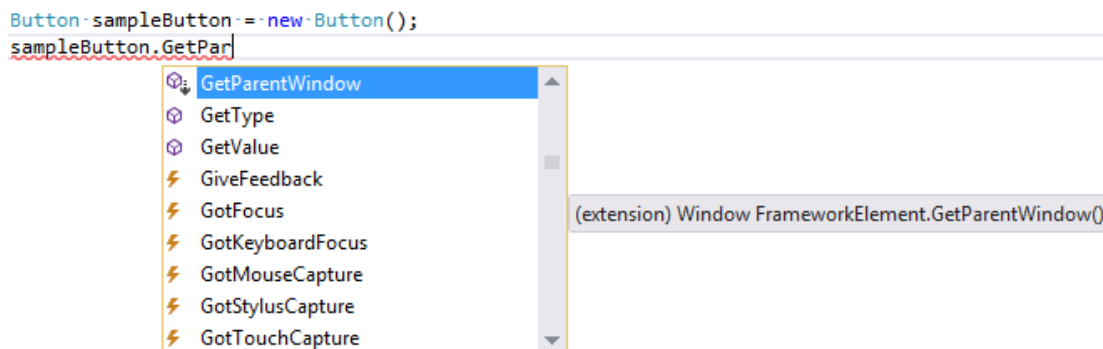 Button sampleButton = new Button();
sampleButton.GetPar
GetParentWindow
GetType
GetValue
GiveFeedback
GotFocus
(extension) Window FrameworkElement.GetParentWindow()
GotKeyboardFocus
GotMouseCapture
GotStylusCapture
GotTouchCapture